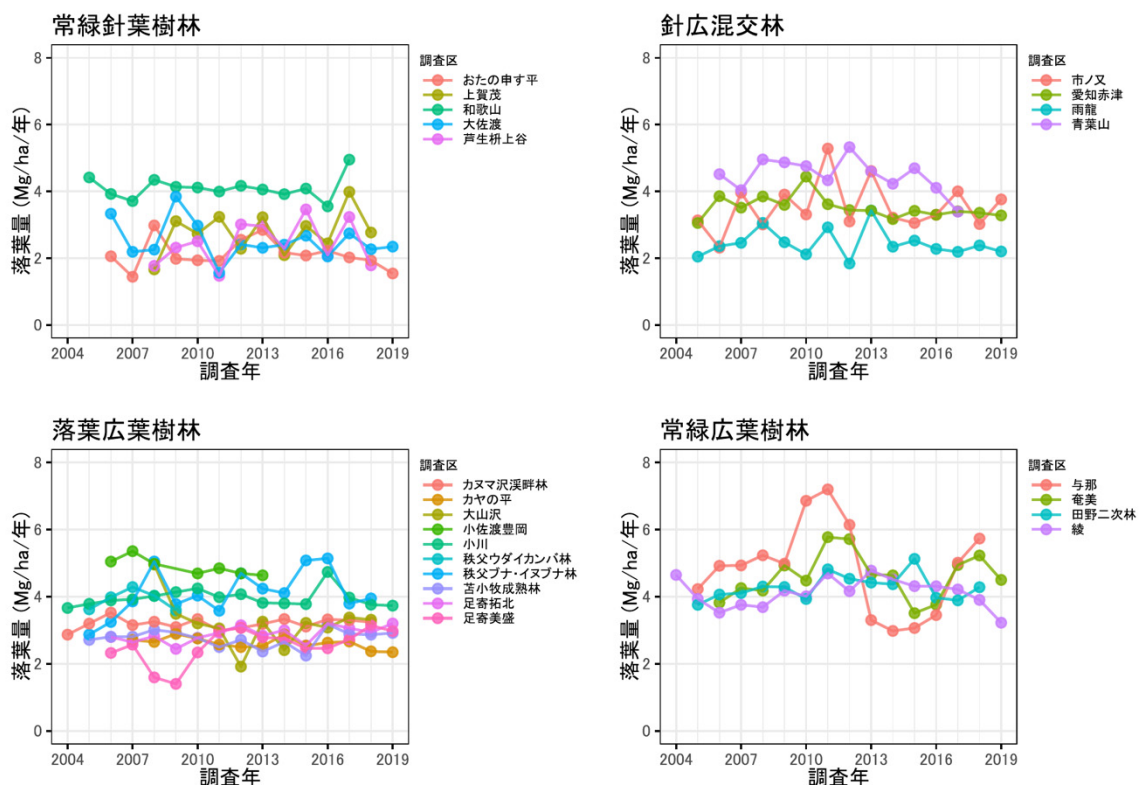 常緑針葉樹林
落葉量 (Mg/ha/年)
8
6
4
2
0
2004 2007 2010 2013 2016 2019
調査年
調査区
おたの申す平
上賀茂
和歌山
大佐渡
芦生枡上谷
針広混交林
落葉量 (Mg/ha/年)
8
6
4
2
0
2004 2007 2010 2013 2016 2019
調査年
調査区
市ノ又
愛知赤津
雨龍
青葉山
落葉広葉樹林
落葉量 (Mg/ha/年)
8
6
4
2
0
2004 2007 2010 2013 2016 2019
調査年
調査区
カヌマ沢渓畔林
カヤの平
大山沢
小佐渡豊岡
小川
秩父ウダイカンバ林
秩父ブナ・イヌブナ林
苫小牧成熟林
足寄拓北
足寄美盛
常緑広葉樹林
落葉量 (Mg/ha/年)
8
6
4
2
0
2004 2007 2010 2013 2016 2019
調査年
調査区
与那
奄美
田野二次林
綾